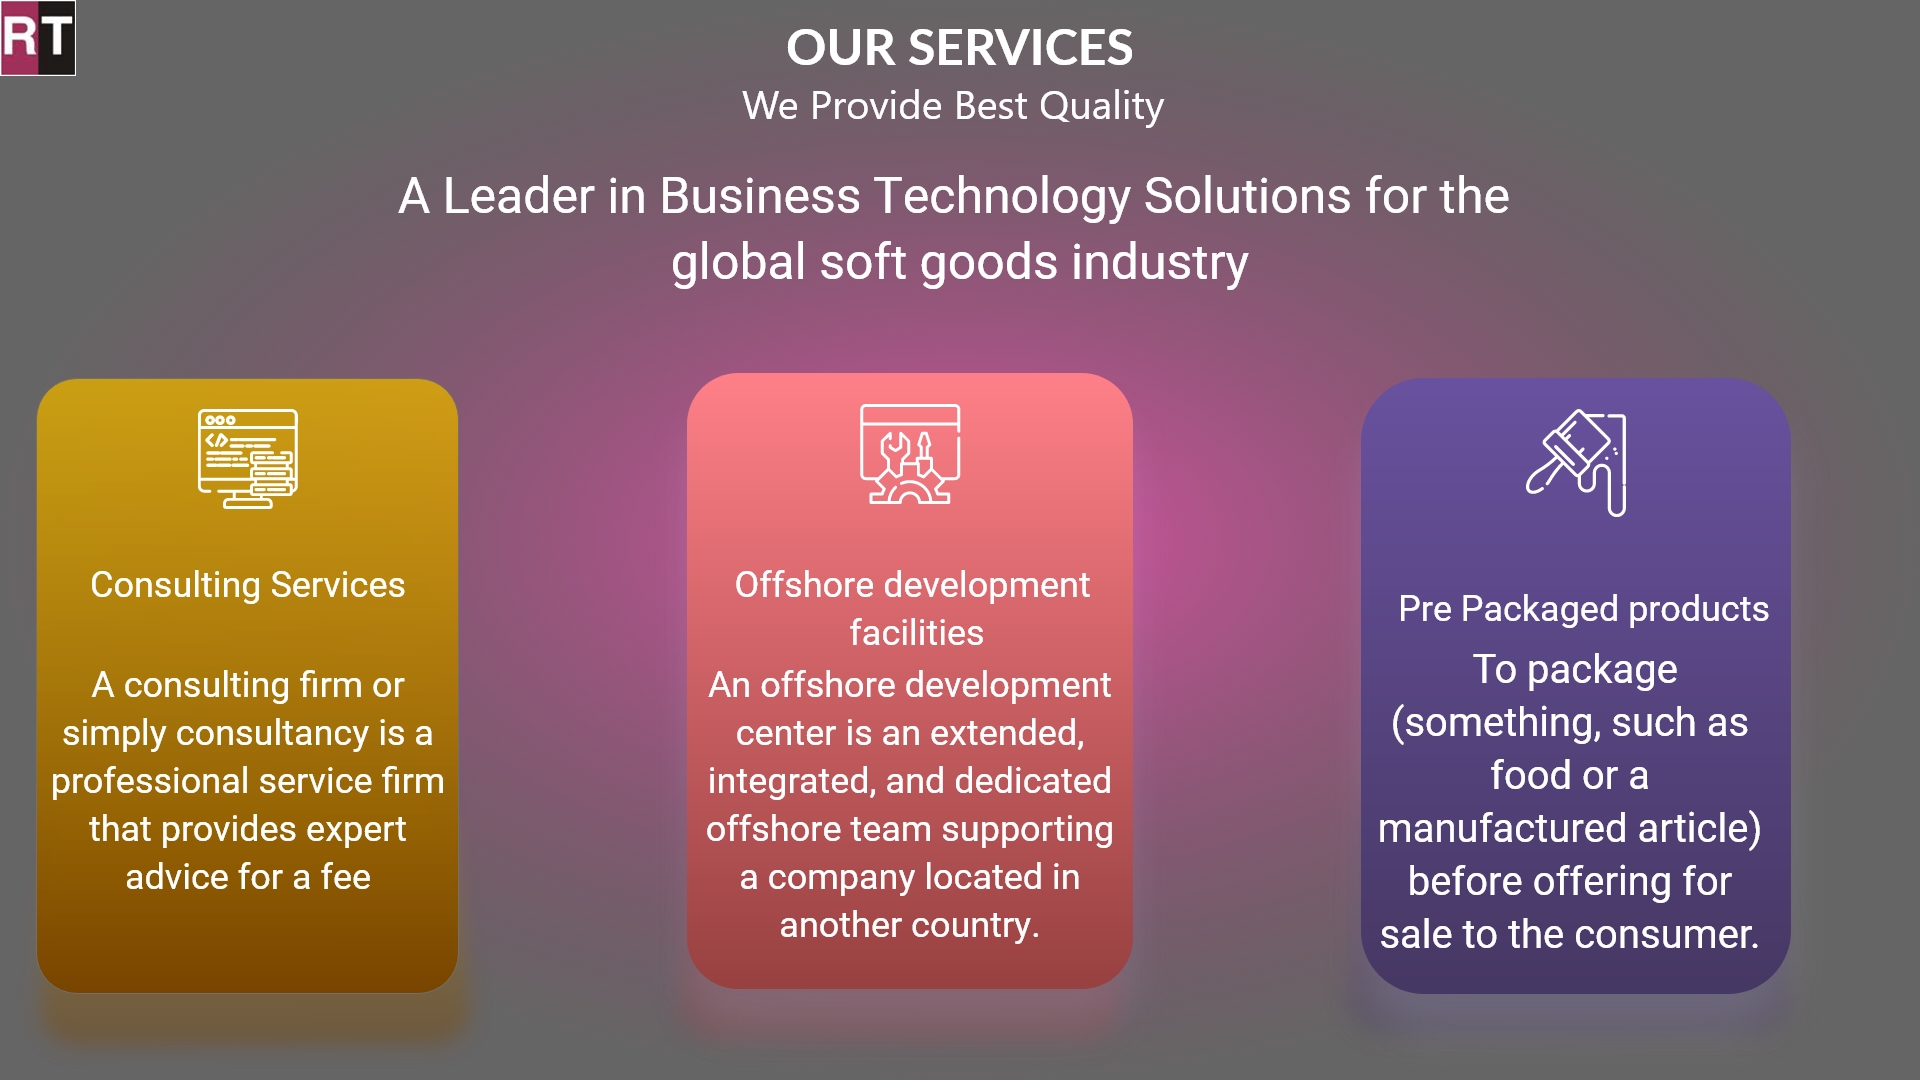 RT
OUR SERVICES
We Provide Best Quality
A Leader in Business Technology Solutions for the
global soft goods industry
Consulting Services
A consulting firm or
simply consultancy is a
professional service firm
that provides expert
advice for a fee
Offshore development
facilities
An offshore development
center is an extended,
integrated, and dedicated
offshore team supporting
a company located in
another country.
Pre Packaged products
To package
(something, such as
food or a
manufactured article)
before offering for
sale to the consumer.